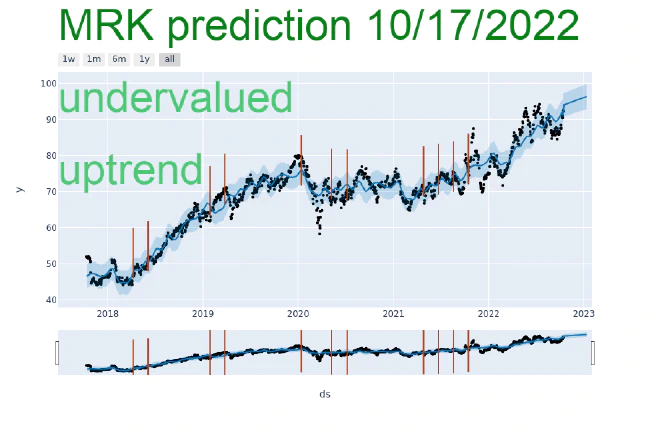 MRK prediction 10/17/2022
1w 1m 6m 1y all
100
undervalued
90
80
uptrend
70
y
60
50
40
2018 2019 2020 2021 2022 2023
ds